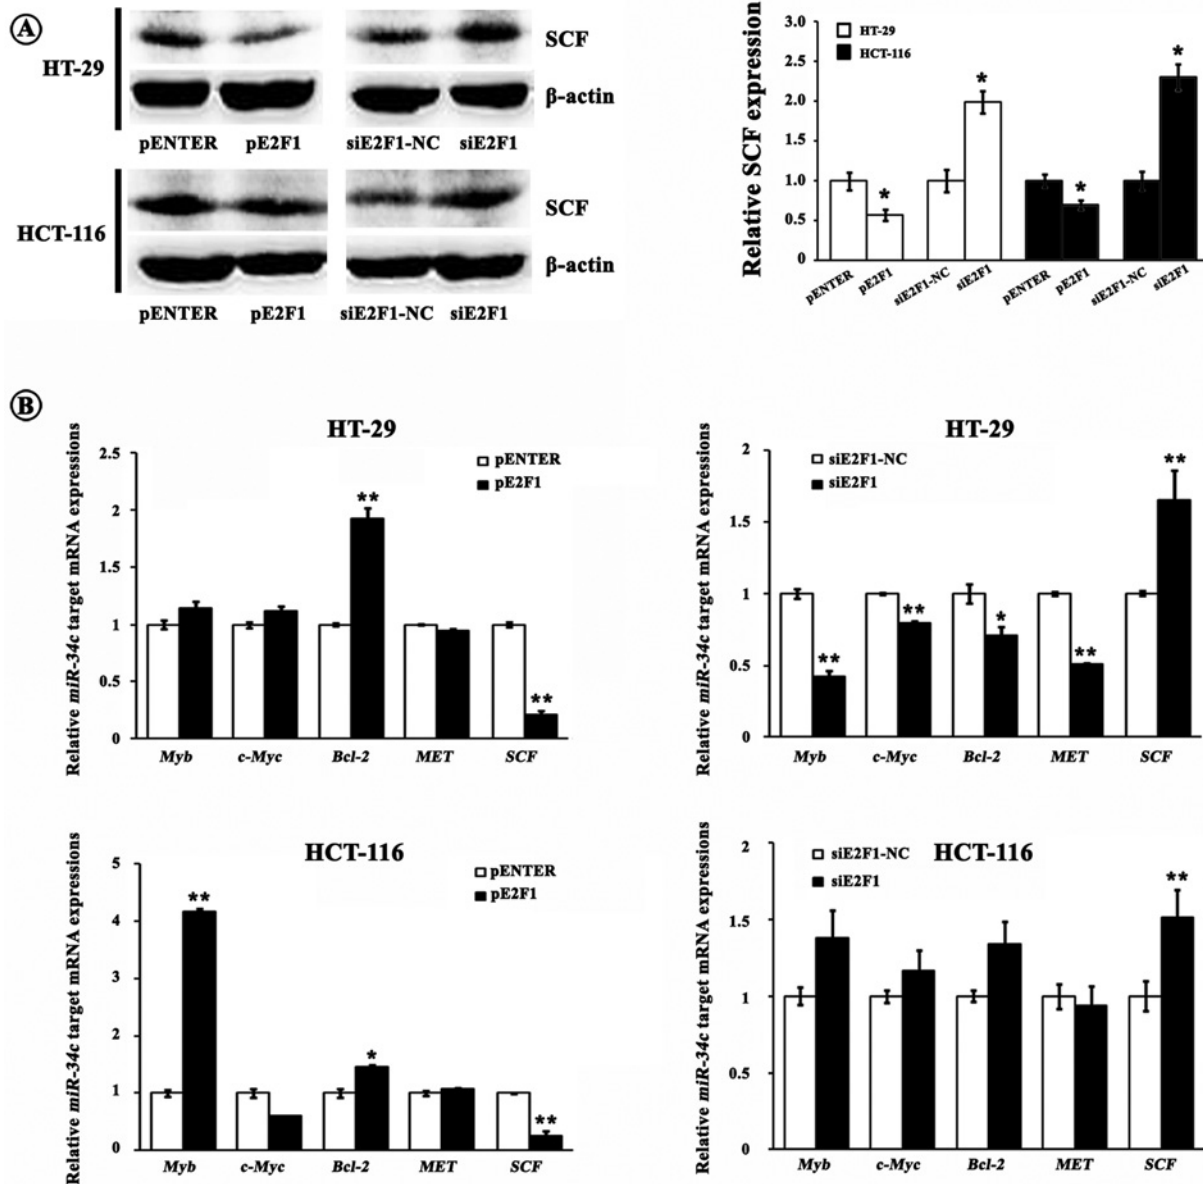 A
HT-29
SCF
β-actin
pENTER pE2F1 siE2F1-NC siE2F1
HCT-116
SCF
β-actin
pENTER pE2F1 siE2F1-NC siE2F1
Relative SCF expression
3.0
2.5
2.0
1.5
1.0
0.5
0
HT-29
HCT-116
* * * *
pENTER pE2F1 siE2F1-NC siE2F1 pENTER pE2F1 siE2F1-NC siE2F1
B
HT-29
Relative miR-34c target mRNA expressions
2.5
2
1.5
1
0.5
0
pENTER
pE2F1
** **
Myb c-Myc Bcl-2 MET SCF
HT-29
Relative miR-34c target mRNA expressions
2
1.5
1
0.5
0
siE2F1-NC
siE2F1
** ** * ** **
Myb c-Myc Bcl-2 MET SCF
HCT-116
Relative miR-34c target mRNA expressions
5
4
4
3
2
1
0
pENTER
pE2F1
** * **
Myb c-Myc Bcl-2 MET SCF
HCT-116
Relative miR-34c target mRNA expressions
2
1.5
1
0.5
0
siE2F1-NC
siE2F1
**
Myb c-Myc Bcl-2 MET SCF